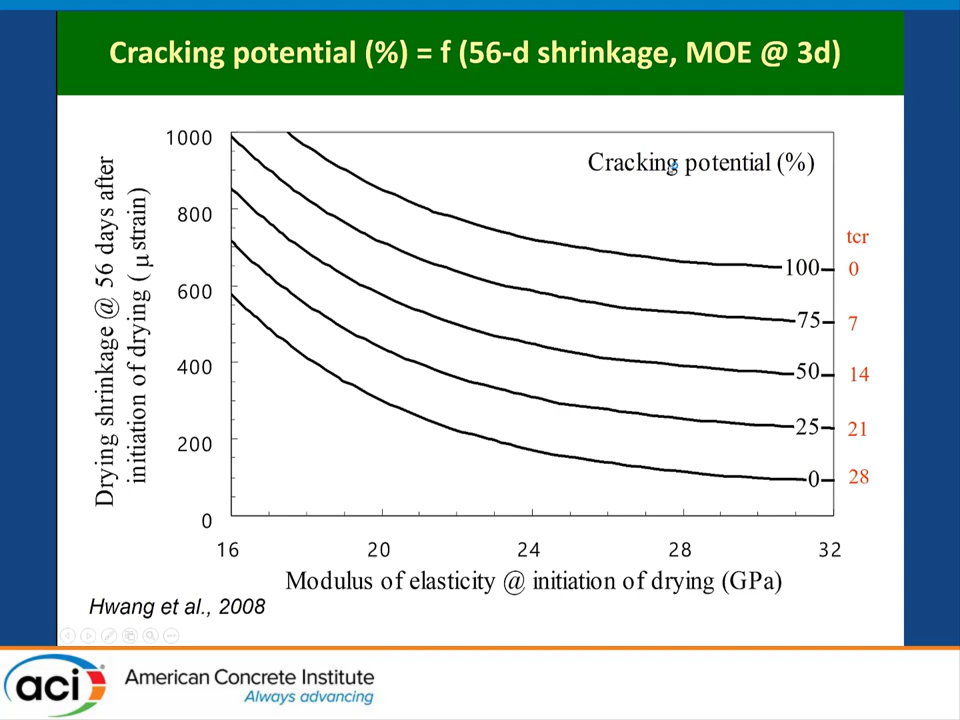 Cracking potential (%) = f (56-d shrinkage, MOE @ 3d)
Drying shrinkage @ 56 days after
initiation of drying ( μ strain)
1000
800
600
400
200
0
Cracking potential (%)
tcr
100 0
75 7
50 14
25 21
0 28
16 20 24 28 32
Modulus of elasticity @ initiation of drying (GPa)
Hwang et al., 2008
aci
American Concrete Institute
Always advancing